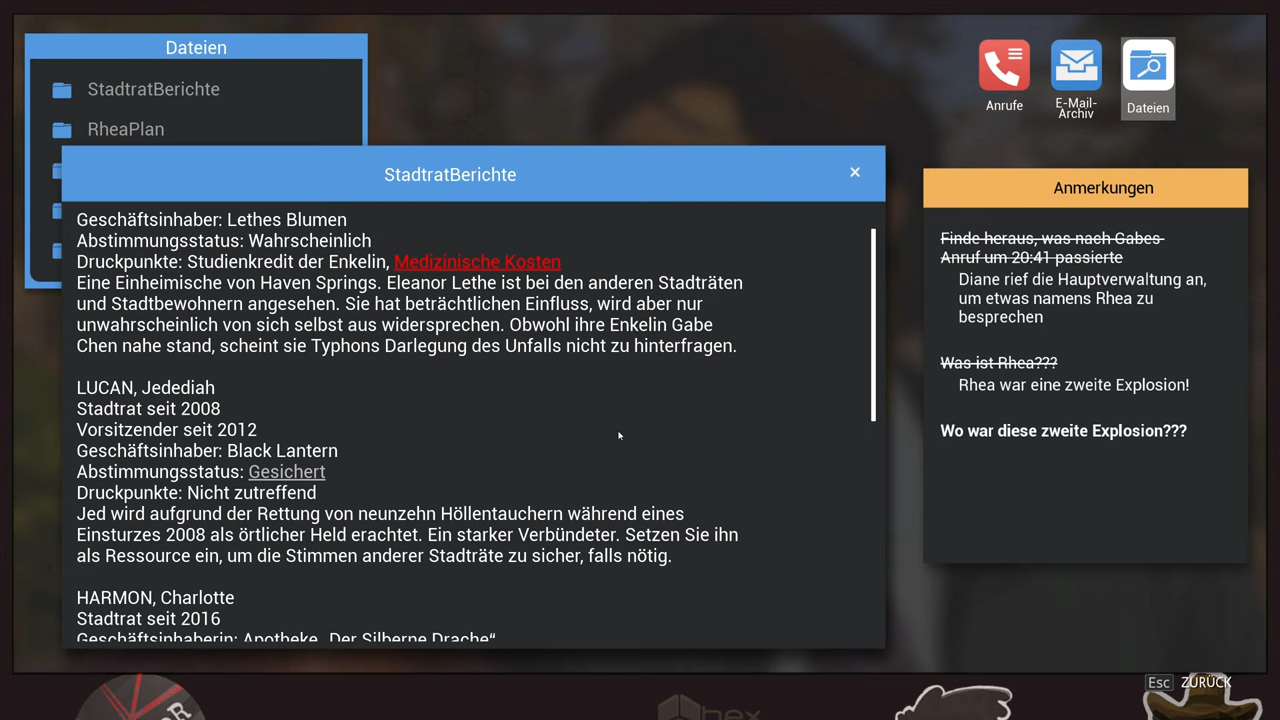 Dateien
StadtratBerichte
RheaPlan
Anrufe
E-Mail-
Archiv
Dateien
StadtratBerichte
×
Geschäftsinhaber: Lethes Blumen
Abstimmungsstatus: Wahrscheinlich
Druckpunkte: Studienkredit der Enkelin, Medizinische Kosten
Eine Einheimische von Haven Springs. Eleanor Lethe ist bei den anderen Stadträten
und Stadtbewohnern angesehen. Sie hat beträchtlichen Einfluss, wird aber nur
unwahrscheinlich von sich selbst aus widersprechen. Obwohl ihre Enkelin Gabe
Chen nahe stand, scheint sie Typhons Darlegung des Unfalls nicht zu hinterfragen.
LUCAN, Jedediah
Stadtrat seit 2008
Vorsitzender seit 2012
Geschäftsinhaber: Black Lantern
Abstimmungsstatus: Gesichert
Druckpunkte: Nicht zutreffend
Jed wird aufgrund der Rettung von neunzehn Höllentauchern während eines
Einsturzes 2008 als örtlicher Held erachtet. Ein starker Verbündeter. Setzen Sie ihn
als Ressource ein, um die Stimmen anderer Stadträte zu sicher, falls nötig.
HARMON, Charlotte
Stadtrat seit 2016
Geschäftsinhaberin: Apotheke „Der Silberne Drache“
Anmerkungen
Finde heraus, was nach Gabes
Anruf um 20:41 passierte
Diane rief die Hauptverwaltung an,
um etwas namens Rhea zu
besprechen
Was ist Rhea???
Rhea war eine zweite Explosion!
Wo war diese zweite Explosion???
Esc ZURÜCK
hex